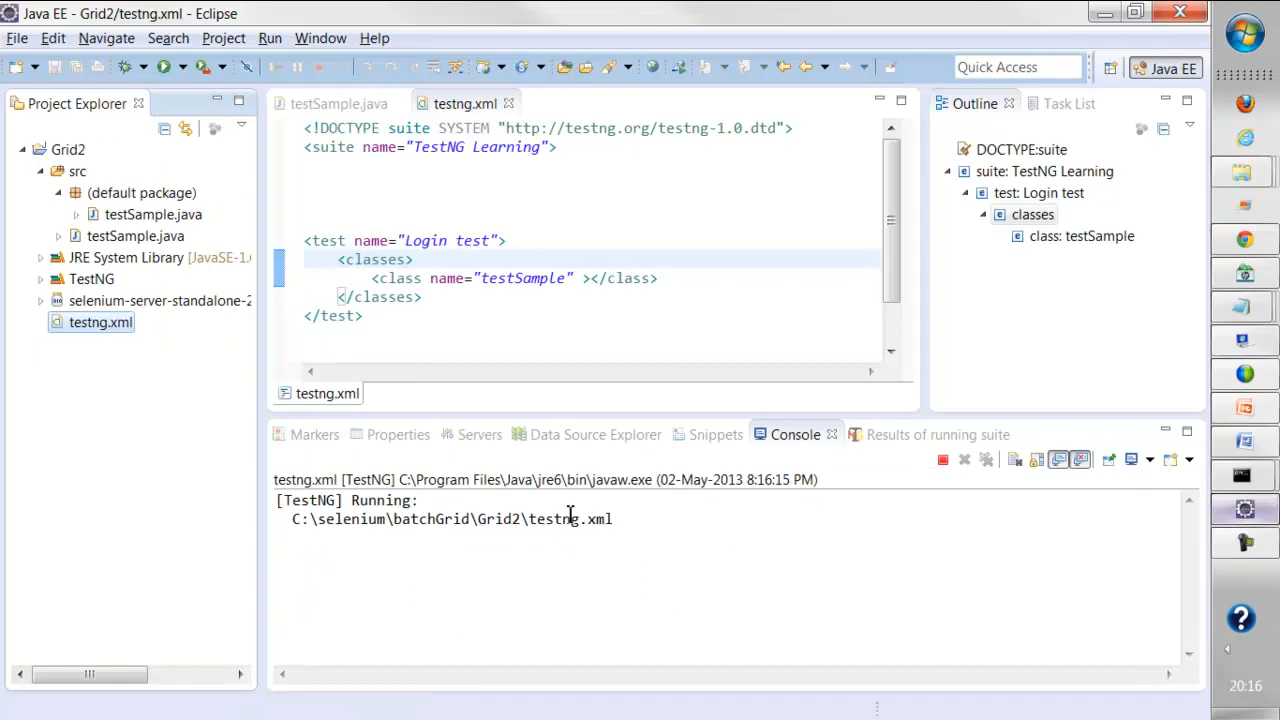 Java EE - Grid2/testng.xml - Eclipse
File Edit Navigate Search Project Run Window Help
Quick Access
Java EE
Project Explorer
testSample.java
testng.xml
Outline
Task List
Grid2
src
(default package)
testSample.java
testSample.java
JRE System Library [JavaSE-1.6
TestNG
selenium-server-standalone-2
testng.xml
<!DOCTYPE suite SYSTEM "http://testng.org/testng-1.0.dtd">
<suite name="TestNG Learning">
<test name="Login test">
<classes>
<class name="testSample" ></class>
</classes>
</test>
testng.xml
DOCTYPE:suite
suite: TestNG Learning
test: Login test
classes
class: testSample
Markers Properties Servers Data Source Explorer Snippets Console Results of running suite
testng.xml [TestNG] C:\Program Files\Java\jre6\bin\javaw.exe (02-May-2013 8:16:15 PM)
[TestNG] Running:
C:\selenium\batchGrid\Grid2\testng.xml
20:16